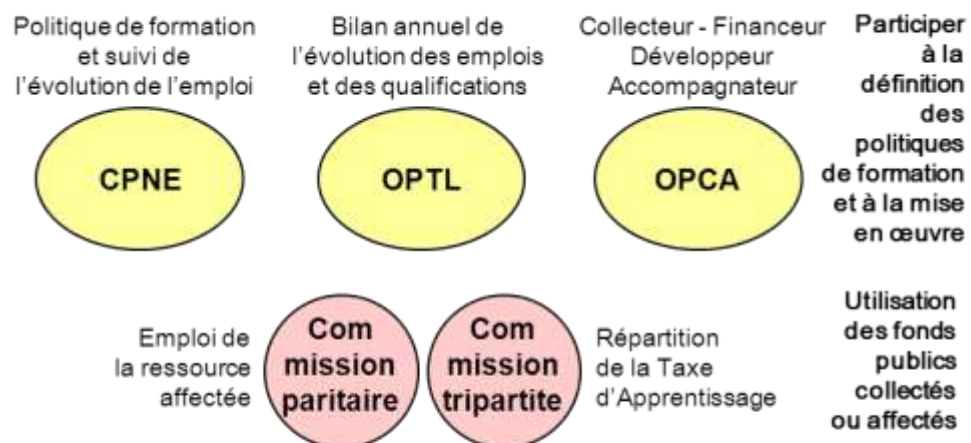 Politique de formation
et suivi de
l'évolution de l'emploi
CPNE
Bilan annuel de
l'évolution des emplois
et des qualifications
OPTL
Collecteur - Financeur
Développeur
Accompagnateur
OPCA
Participer
à la
définition
des
politiques
de formation
et à la mise
en œuvre
Emploi de
la ressource
affectée
Com
mission
paritaire
Com
mission
tripartite
Répartition
de la Taxe
d'Apprentissage
Utilisation
des fonds
publics
collectés
ou affectés